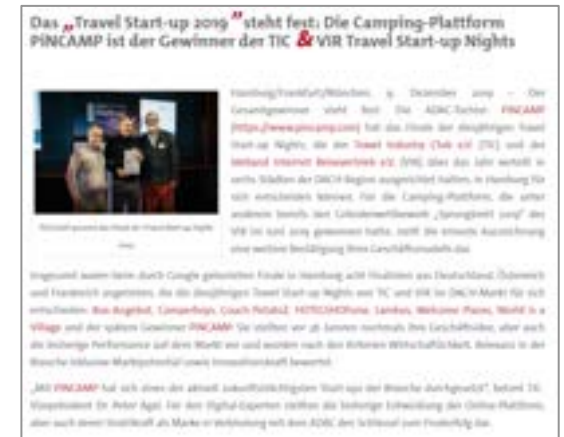 Das „Travel Start-up 2019“ steht fest: Die Camping-Plattform
PiNCAMP ist der Gewinner der TIC & VIR Travel Start-up Nights
Hamburg/Frankfurt/München, 9. Dezember 2019 – Der
Gesamtgewinner steht fest: Die ADAC-Tochter PiNCAMP
(https://www.pincamp.com) hat das Finale der diesjährigen Travel
Start-up Nights, die der Travel Industry Club e.V. (TIC) und der
Verband Internet Reisevertrieb e.V. (VIR) über das Jahr verteilt in
sechs Städten der DACH-Region ausgerichtet hatten, in Hamburg für
sich entscheiden können. Für die Camping-Plattform, die unter
anderem bereits den Gründerwettbewerb „Sprungbrett 2019“ des
VIR im Juni 2019 gewonnen hatte, stellt die erneute Auszeichnung
eine weitere Bestätigung ihres Geschäftsmodells dar.
Insgesamt waren beim durch Google gehosteten Finale in Hamburg acht Finalisten aus Deutschland, Österreich
und Frankreich angetreten, die die diesjährigen Travel Start-up Nights von TIC und VIR im DACH-Markt für sich
entschieden: Bus-Angebot, Camperboys, Couch Potatoz, Lambus, Welcome Places, World is a
Village und der spätere Gewinner PiNCAMP. Sie stellten vor Juroren nochmals ihre Geschäftsidee, aber auch
die bisherige Performance auf dem Markt vor und wurden nach den Kriterien Wirtschaftlichkeit, Relevanz in der
Branche inklusive Marktpotential sowie Innovationskraft bewertet.
„Mit PiNCAMP hat sich eines der aktuell zukunftsträchtigsten Start-ups der Branche durchgesetzt“, betont TIC-
Vizepräsident Dr. Peter Agel. Für den Digital-Experten stellten die bisherige Entwicklung der Online-Plattform,
aber auch deren Strahlkraft als Marke in Verbindung mit dem ADAC den Schlüssel zum Finalerfolg dar.